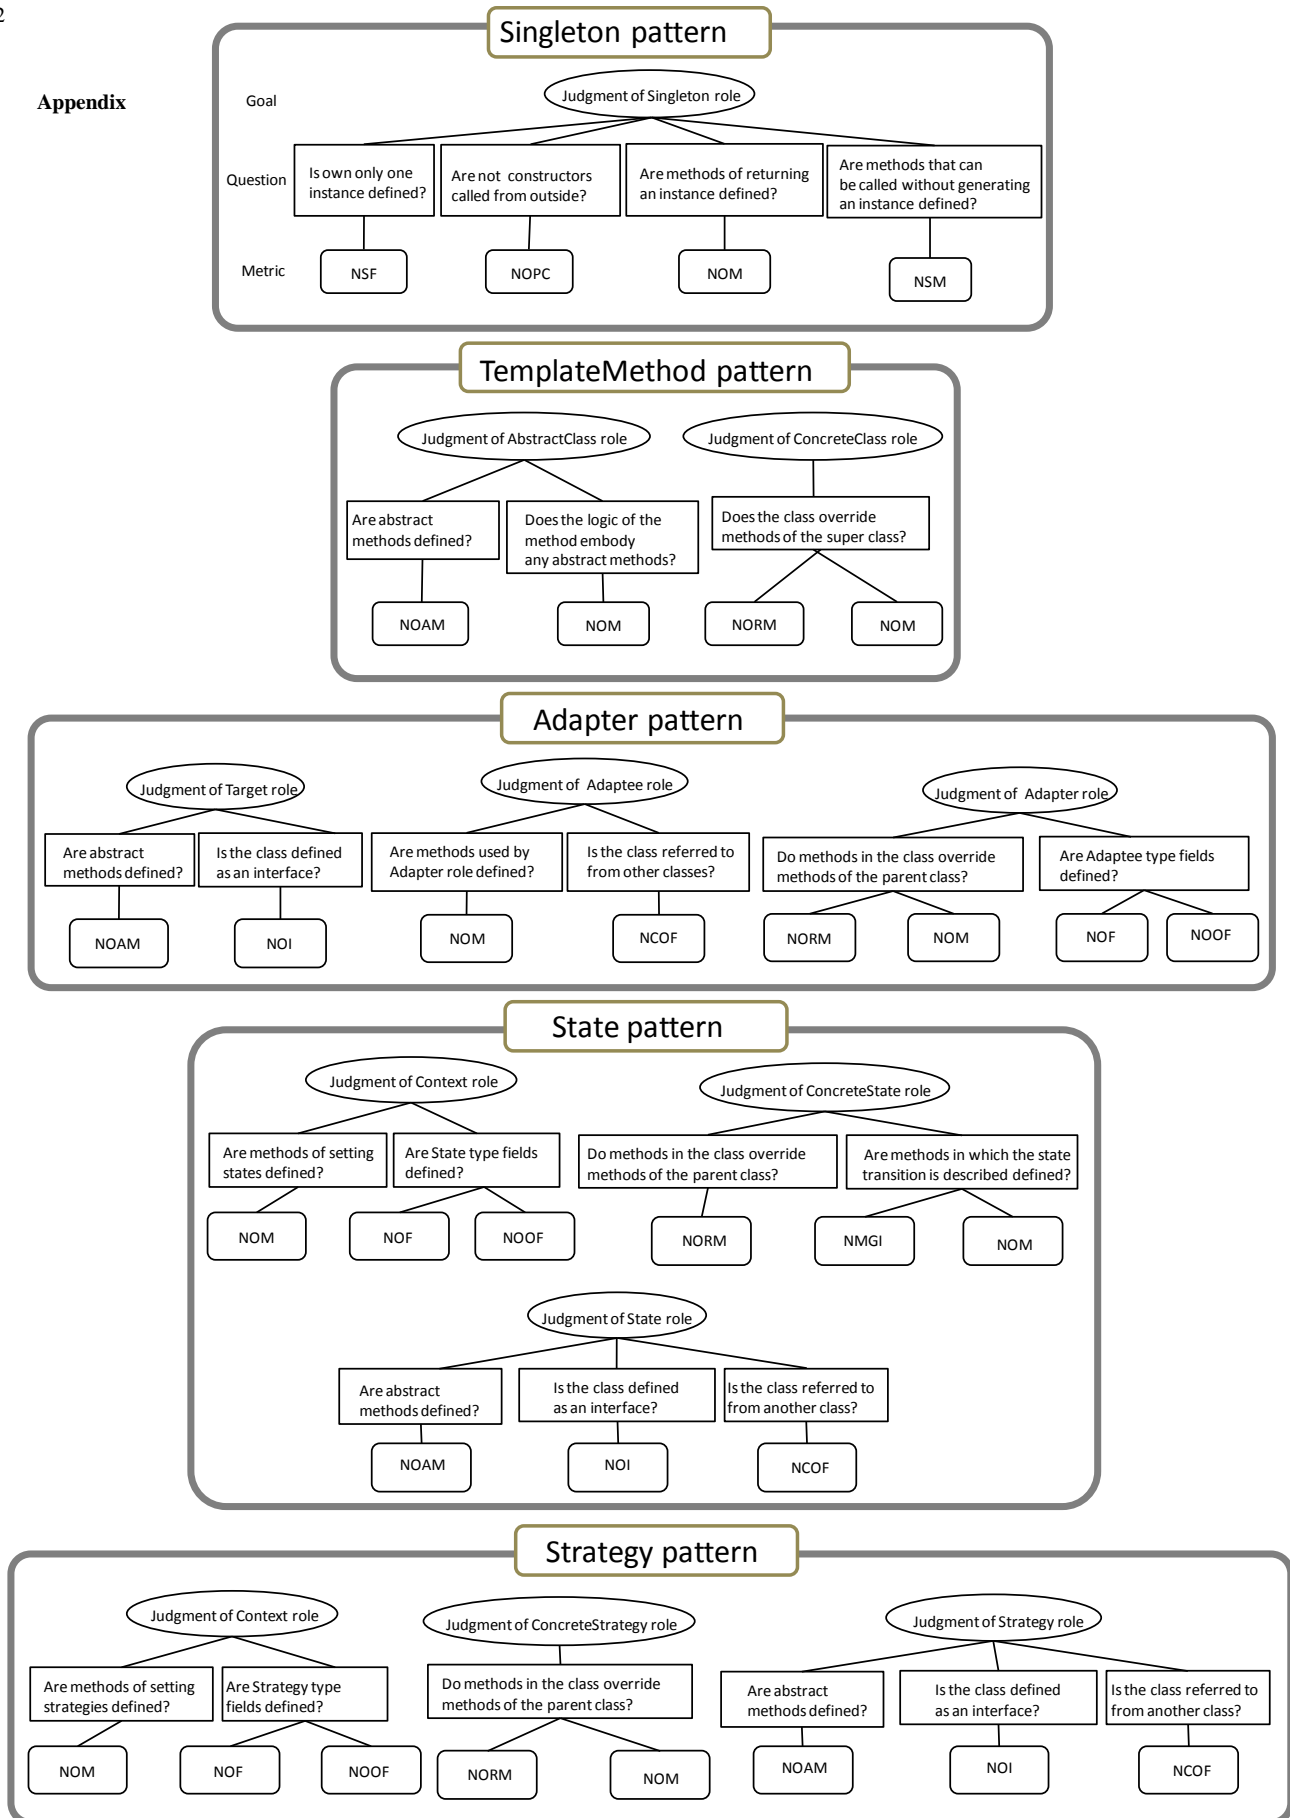 2
Appendix
Singleton pattern
Goal
Judgment of Singleton role
Question
Is own only one
instance defined?
Are not constructors
called from outside?
Are methods of returning
an instance defined?
Are methods that can
be called without generating
an instance defined?
Metric
NSF
NOPC
NOM
NSM
TemplateMethod pattern
Judgment of AbstractClass role
Judgment of ConcreteClass role
Are abstract
methods defined?
Does the logic of the
method embody
any abstract methods?
Does the class override
methods of the super class?
NOAM
NOM
NORM
NOM
Adapter pattern
Judgment of Target role
Judgment of Adaptee role
Judgment of Adapter role
Are abstract
methods defined?
Is the class defined
as an interface?
Are methods used by
Adapter role defined?
Is the class referred to
from other classes?
Do methods in the class override
methods of the parent class?
Are Adaptee type fields
defined?
NOAM
NOI
NOM
NCOF
NORM
NOM
NOF
NOOF
State pattern
Judgment of Context role
Judgment of ConcreteState role
Are methods of setting
states defined?
Are State type fields
defined?
Do methods in the class override
methods of the parent class?
Are methods in which the state
transition is described defined?
NOM
NOF
NOOF
NORM
NMGI
NOM
Judgment of State role
Are abstract
methods defined?
Is the class defined
as an interface?
Is the class referred to
from another class?
NOAM
NOI
NCOF
Strategy pattern
Judgment of Context role
Judgment of ConcreteStrategy role
Judgment of Strategy role
Are methods of setting
strategies defined?
Are Strategy type
fields defined?
Do methods in the class override
methods of the parent class?
Are abstract
methods defined?
Is the class defined
as an interface?
Is the class referred to
from another class?
NOM
NOF
NOOF
NORM
NOM
NOAM
NOI
NCOF